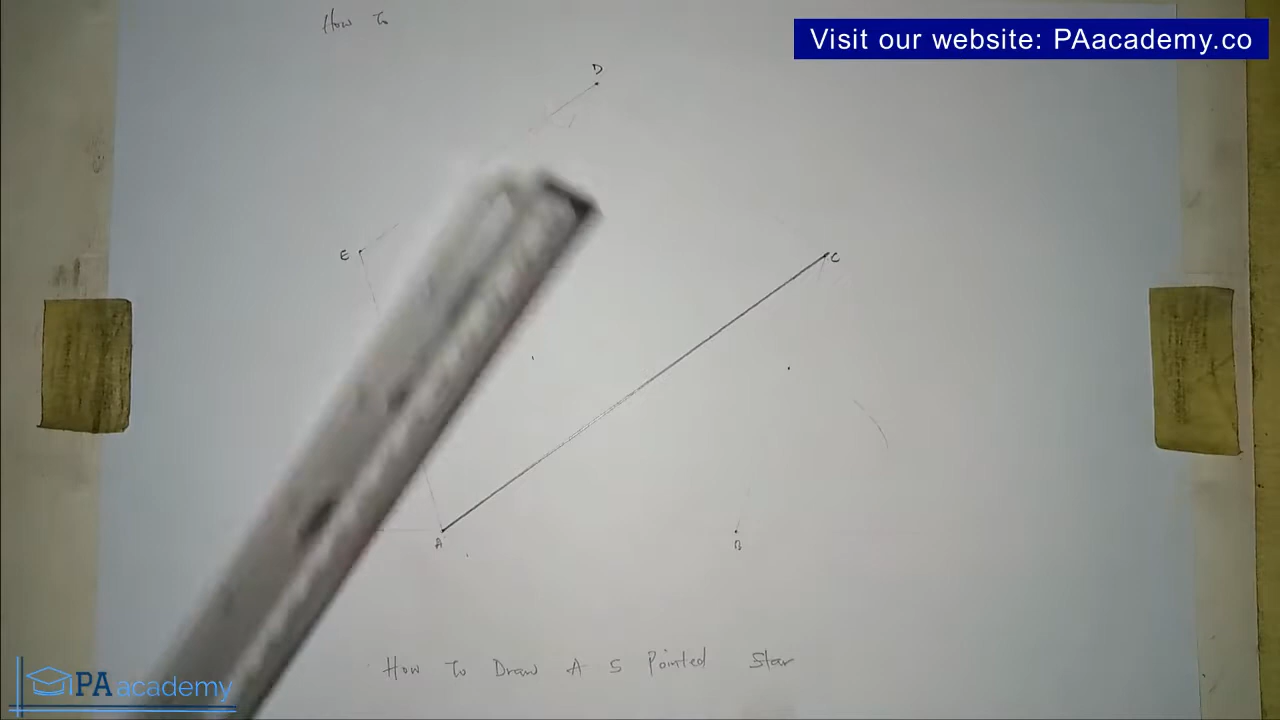 How To
Visit our website: PAacademy.co
D
E
C
A
B
How To Draw A 5 Pointed Star
PA academy